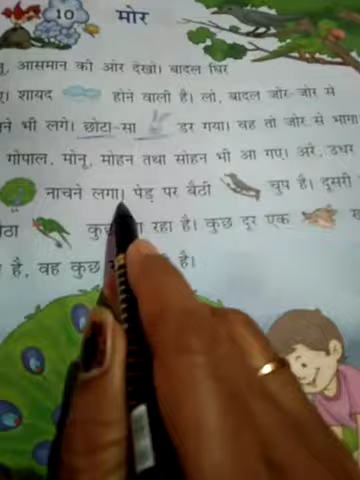 10 मोर
नू, आसमान की ओर देखो। बादल घिर
शायद होने वाली है। लो, बादल जोर-जोर से
भी लगे। छोटा-सा डर गया। वह तो जोर से भागा
गोपाल, मोनू, मोहन तथा सोहन भी आ गए। अरे, उधर
नाचने लगा। पेड़ पर बैठी चुप है। दूसरी
कुछ रहा है। कुछ दूर एक
है, वह कुछ है।